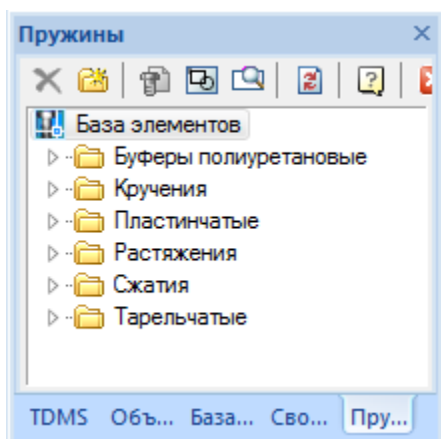 Пружины
База элементов
Буферы полиуретановые
Кручения
Пластинчатые
Растяжения
Сжатия
Тарельчатые
TDMS Объ... База... Сво... Пру...